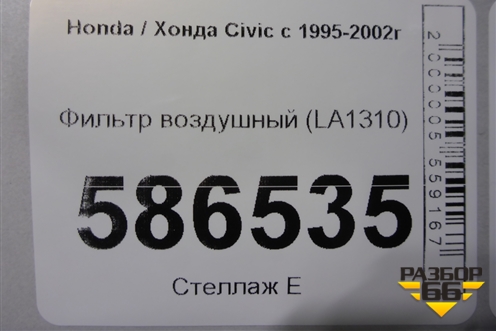 Honda / Хонда Civic с 1995-2002г
Фильтр воздушный (LA1310)
586535
Стеллаж Е
2000005559167
РАЗБОР
66